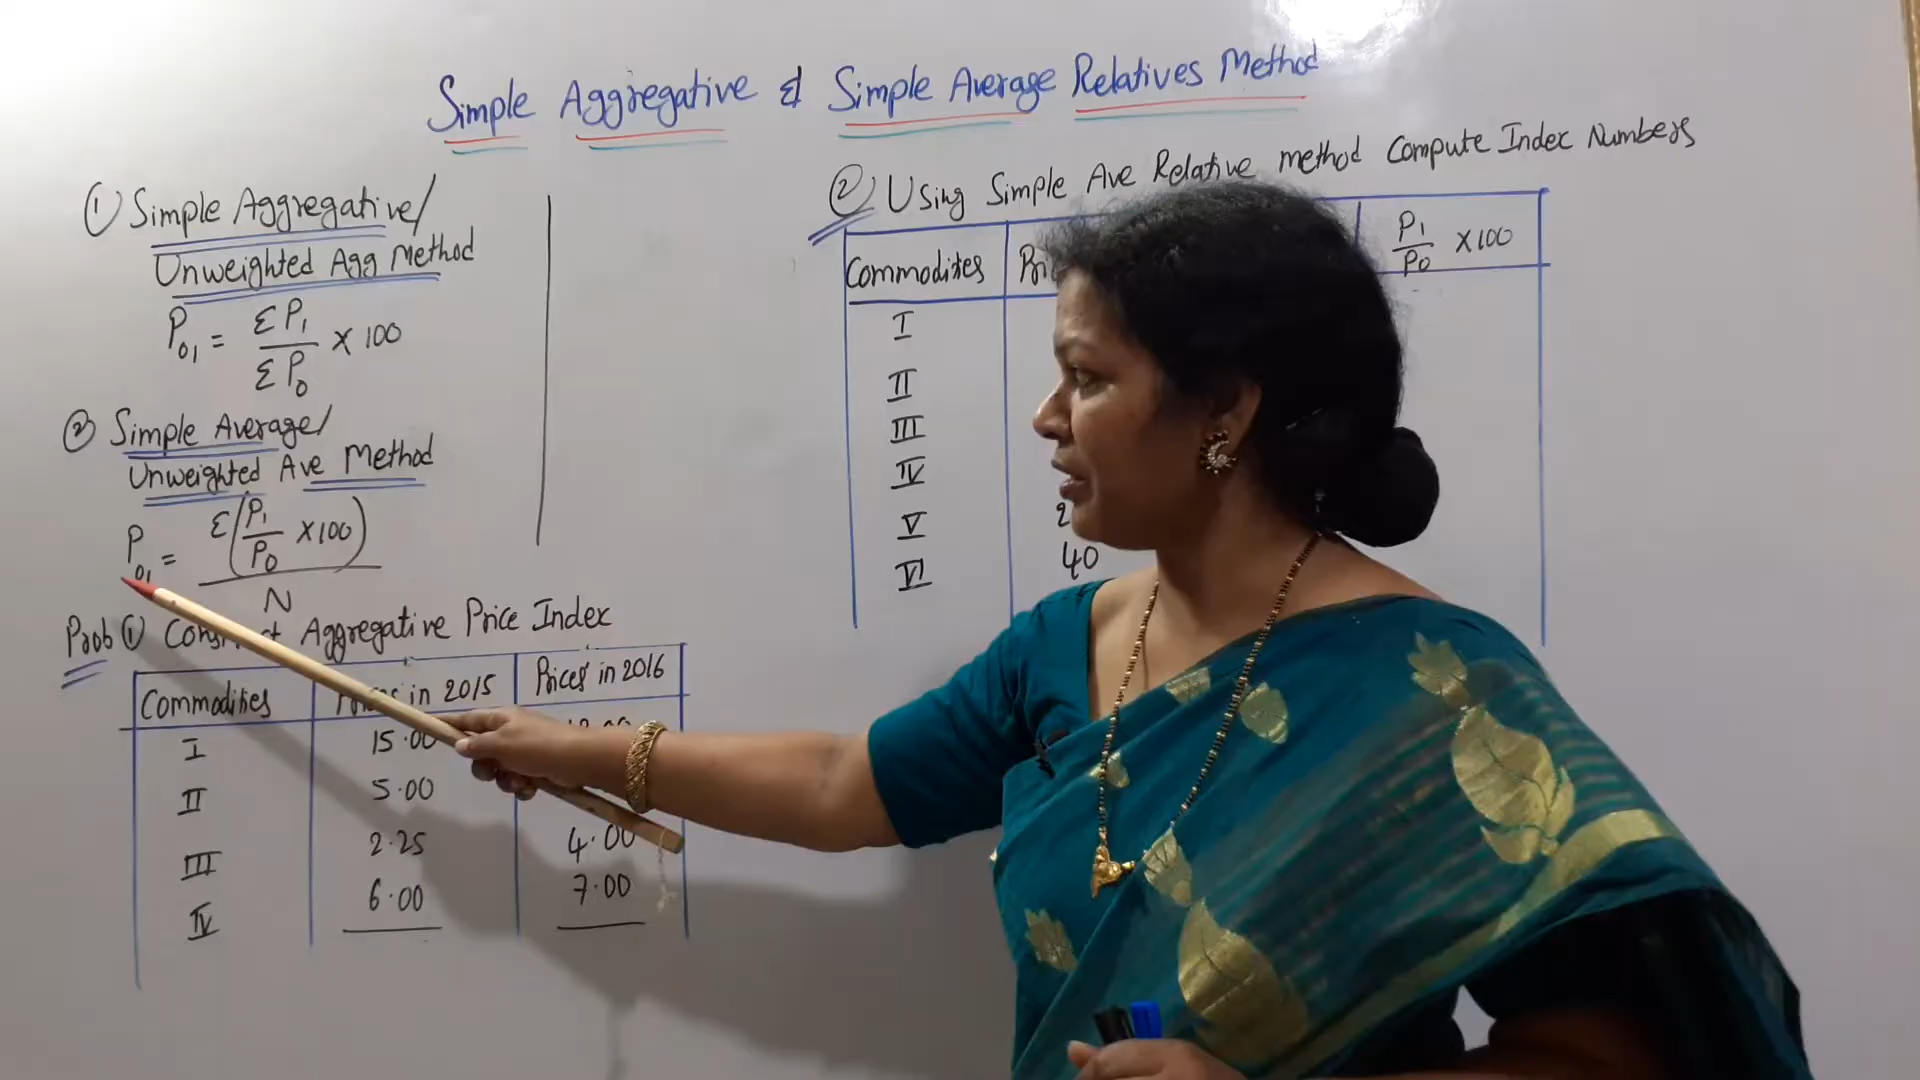 Simple Aggregative & Simple Average Relatives Method
① Simple Aggregative/
Unweighted Agg Method
P01 = ΣP1 / ΣP0 × 100
② Simple Average/
Unweighted Ave Method
P01 = Σ(P1/P0 ×100) / N
Prob ① Aggregative Price Index
Commodities in 2015 Prices in 2016
I 15.00
II 5.00
III 2.25 4.00
IV 6.00 7.00
② Using Simple Ave Relative method Compute Index Numbers
Commodities P1/P0 ×100
I
II
III
IV
V
VI 40